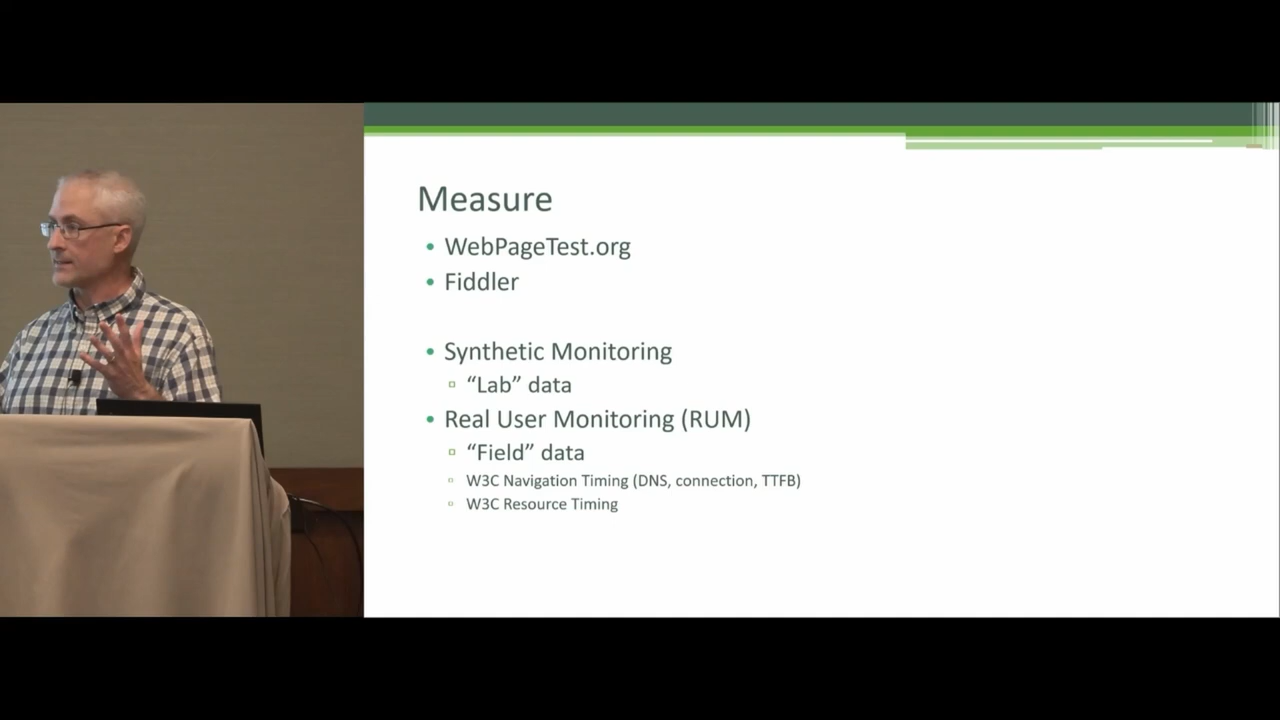 Measure
• WebPageTest.org
• Fiddler
• Synthetic Monitoring
▫ “Lab” data
• Real User Monitoring (RUM)
▫ “Field” data
▫ W3C Navigation Timing (DNS, connection, TTFB)
▫ W3C Resource Timing